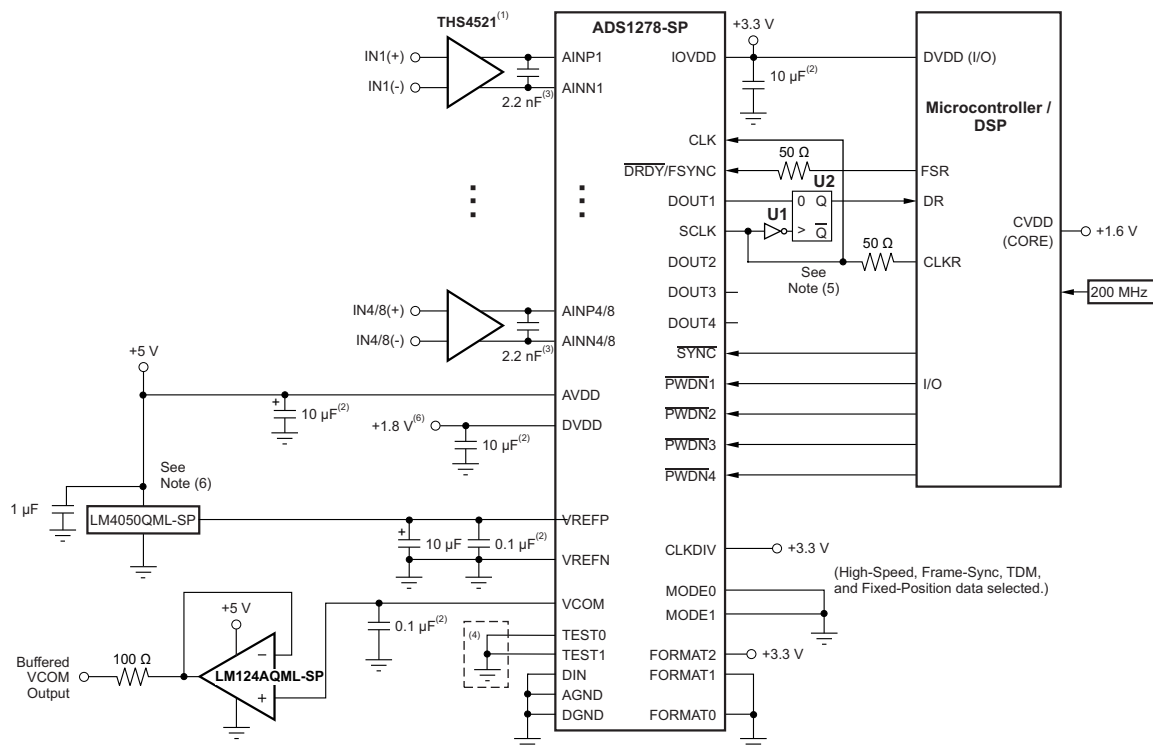 THS4521(1)
ADS1278-SP
+3.3 V
IN1(+)
IN1(-)
2.2 nF(3)
AINP1
AINN1
IOVDD
10 µF(2)
DVDD (I/O)
Microcontroller /
DSP
CLK
50 Ω
DRDY/FSYNC
FSR
U2
DOUT1
0 Q
DR
U1
SCLK
> Q
CVDD
(CORE)
+1.6 V
50 Ω
DOUT2
See
Note (5)
CLKR
DOUT3
200 MHz
DOUT4
IN4/8(+)
IN4/8(-)
2.2 nF(3)
AINP4/8
AINN4/8
SYNC
+5 V
PWDN1
I/O
AVDD
10 µF(2)
PWDN2
+1.8 V(6)
DVDD
10 µF(2)
PWDN3
PWDN4
See
Note (6)
1 µF
LM4050QML-SP
VREFP
10 µF
0.1 µF(2)
VREFN
CLKDIV
+3.3 V
(High-Speed, Frame-Sync, TDM,
and Fixed-Position data selected.)
MODE0
MODE1
VCOM
0.1 µF(2)
+5 V
(4)
TEST0
TEST1
FORMAT2
+3.3 V
Buffered
VCOM
Output
100 Ω
−
LM124AQML-SP
+
DIN
FORMAT1
AGND
DGND
FORMAT0